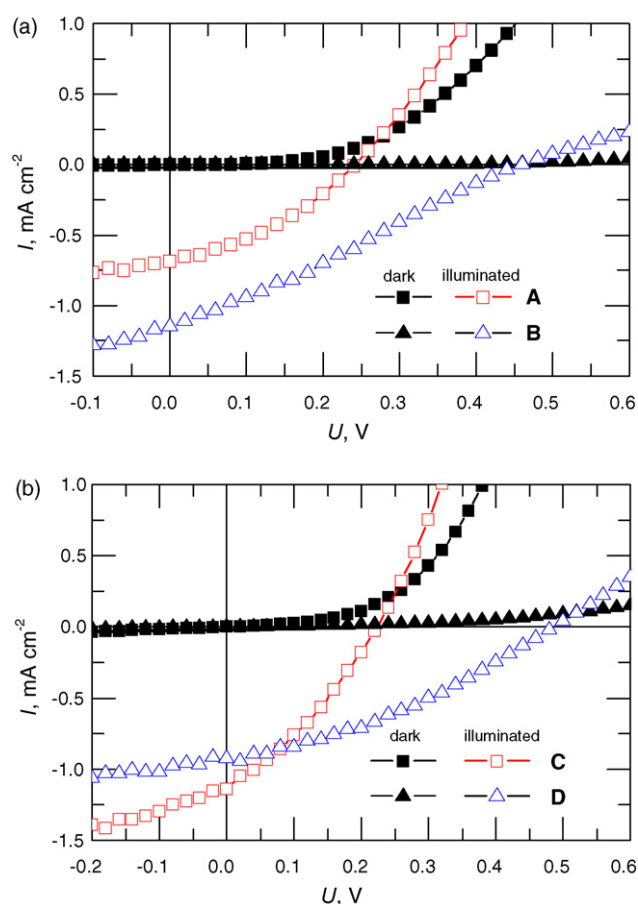 (a)
1.0
0.5
0.0
-0.5
-1.0
-1.5
I, mA cm-2
dark illuminated
A
B
-0.1 0.0 0.1 0.2 0.3 0.4 0.5 0.6
U, V
(b)
1.0
0.5
0.0
-0.5
-1.0
-1.5
I, mA cm-2
dark illuminated
C
D
-0.2 -0.1 0.0 0.1 0.2 0.3 0.4 0.5 0.6
U, V